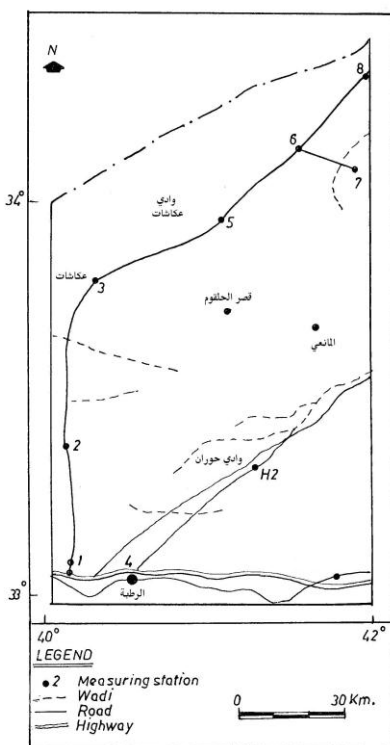 N
8
6
7
34°
وادي
عكاشات
5
عكاشات
3
قصر الحلقوم
المانعي
2
وادي حوران
H2
1
4
33°
الرطبة
40°
42°
LEGEND
2 Measuring station
Wadi
Road
Highway
0 30 Km.